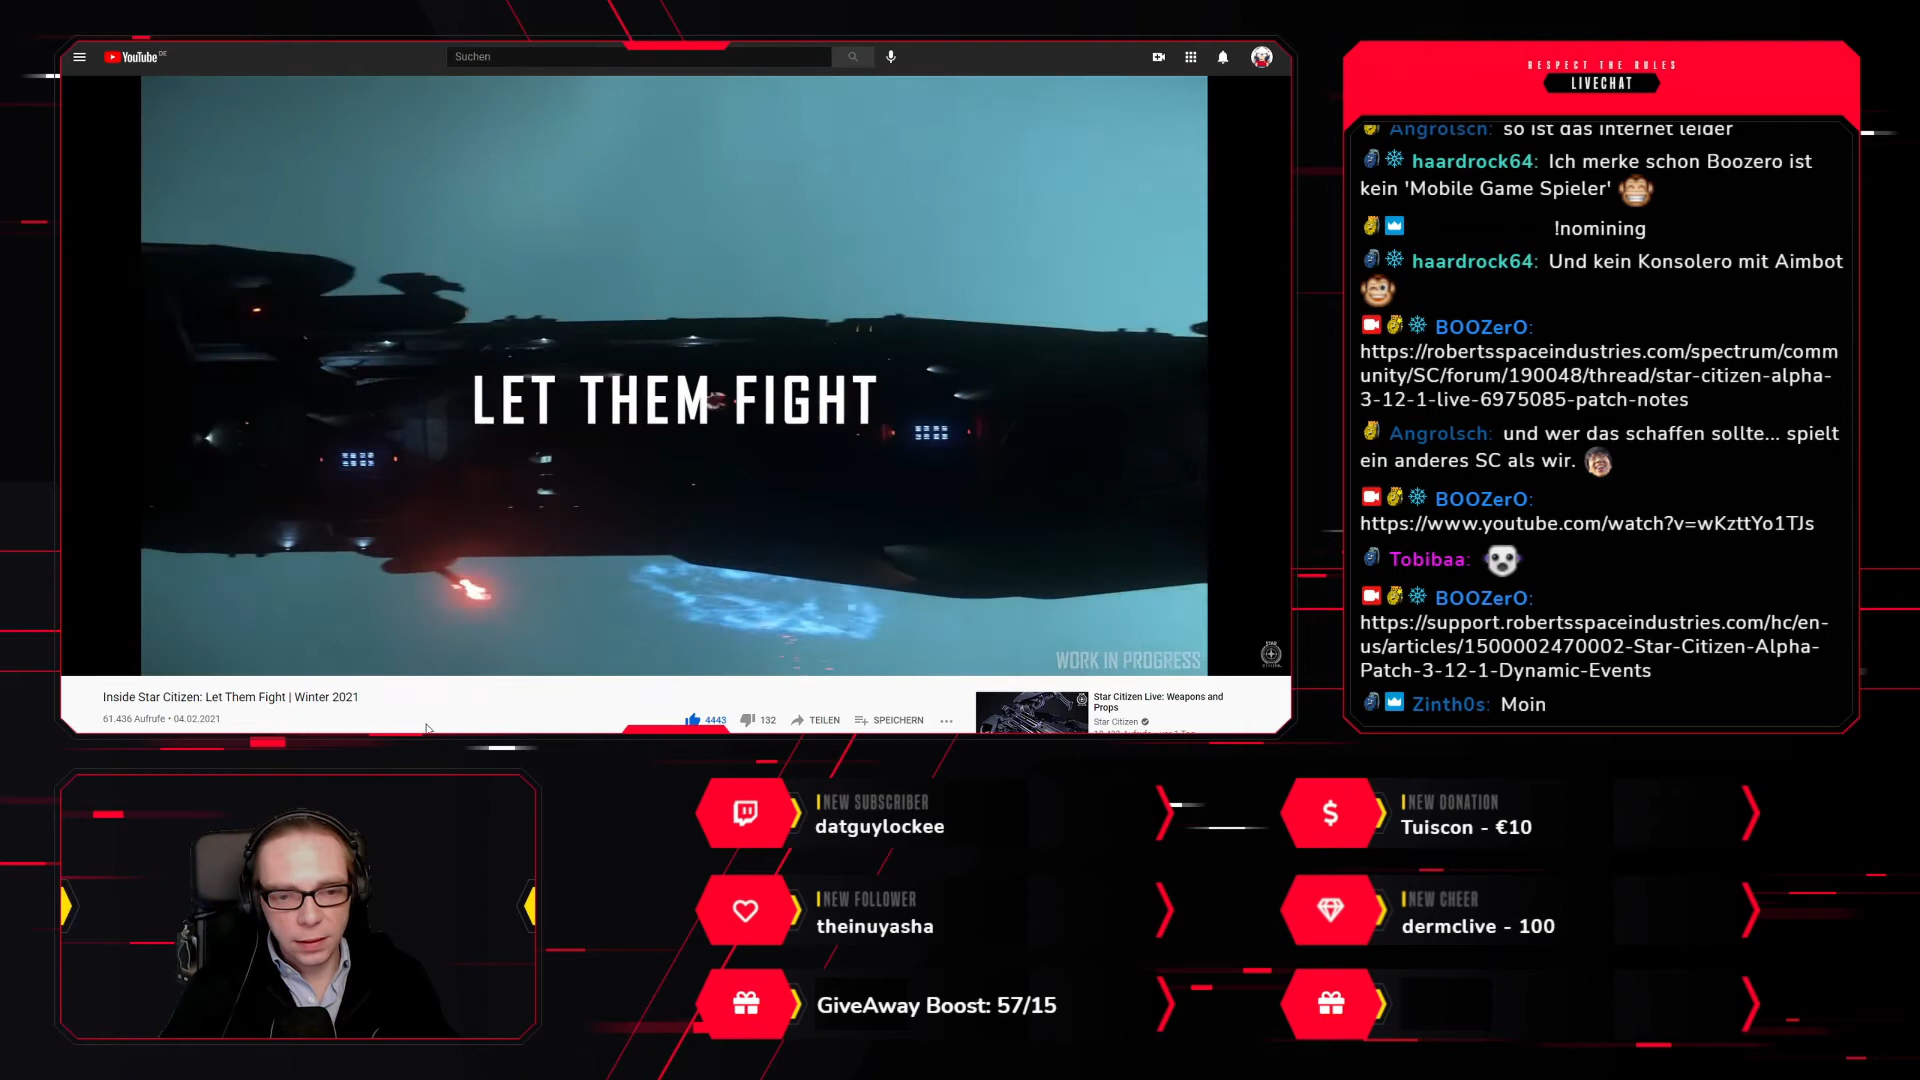 YouTube DE
Suchen
LET THEM FIGHT
WORK IN PROGRESS
Inside Star Citizen: Let Them Fight | Winter 2021
61.436 Aufrufe • 04.02.2021
4443
132
TEILEN
SPEICHERN
Star Citizen Live: Weapons and
Props
Star Citizen
RESPECT THE RULES
LIVECHAT
Angrolsch: so ist das internet leider
haardrock64: Ich merke schon Boozero ist
kein 'Mobile Game Spieler'
!nomining
haardrock64: Und kein Konsolero mit Aimbot
BOOZerO:
https://robertsspaceindustries.com/spectrum/comm
unity/SC/forum/190048/thread/star-citizen-alpha-
3-12-1-live-6975085-patch-notes
Angrolsch: und wer das schaffen sollte... spielt
ein anderes SC als wir.
BOOZerO:
https://www.youtube.com/watch?v=wKzttYo1TJs
Tobibaa:
BOOZerO:
https://support.robertsspaceindustries.com/hc/en-
us/articles/1500002470002-Star-Citizen-Alpha-
Patch-3-12-1-Dynamic-Events
Zinth0s: Moin
NEW SUBSCRIBER
datguylockee
NEW DONATION
Tuiscon - €10
NEW FOLLOWER
theinuyasha
NEW CHEER
dermclive - 100
GiveAway Boost: 57/15